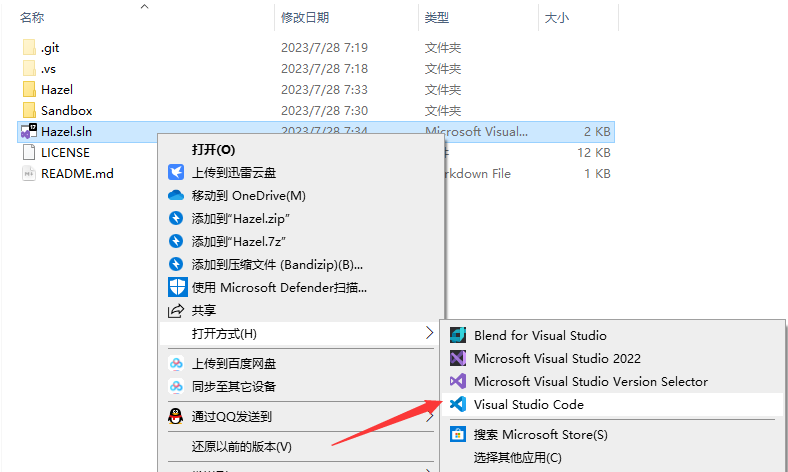 名称 修改日期 类型 大小
.git 2023/7/28 7:19 文件夹
.vs 2023/7/28 7:18 文件夹
Hazel 2023/7/28 7:33 文件夹
Sandbox 2023/7/28 7:30 文件夹
Hazel.sln 2023/7/28 7:34 Microsoft Visual... 2 KB
LICENSE 件 12 KB
README.md rkdown File 1 KB
打开(O)
上传到迅雷云盘
移动到 OneDrive(M)
添加到“Hazel.zip”
添加到“Hazel.7z”
添加到压缩文件 (Bandizip)(B)...
使用 Microsoft Defender扫描...
共享
打开方式(H)
上传到百度网盘
同步至其它设备
通过QQ发送到
还原以前的版本(V)
Blend for Visual Studio
Microsoft Visual Studio 2022
Microsoft Visual Studio Version Selector
Visual Studio Code
搜索 Microsoft Store(S)
选择其他应用(C)